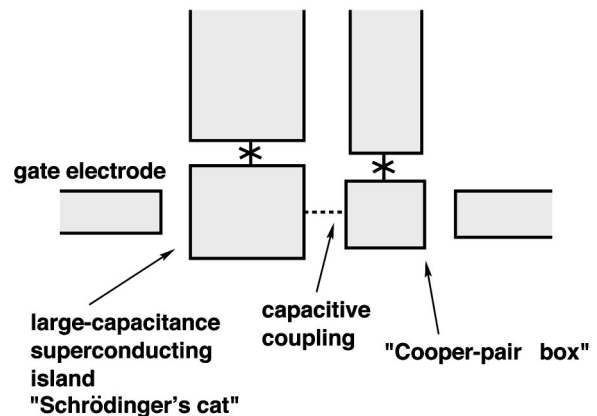 gate electrode
large-capacitance
superconducting
island
"Schrödinger's cat"
capacitive
coupling
"Cooper-pair box"